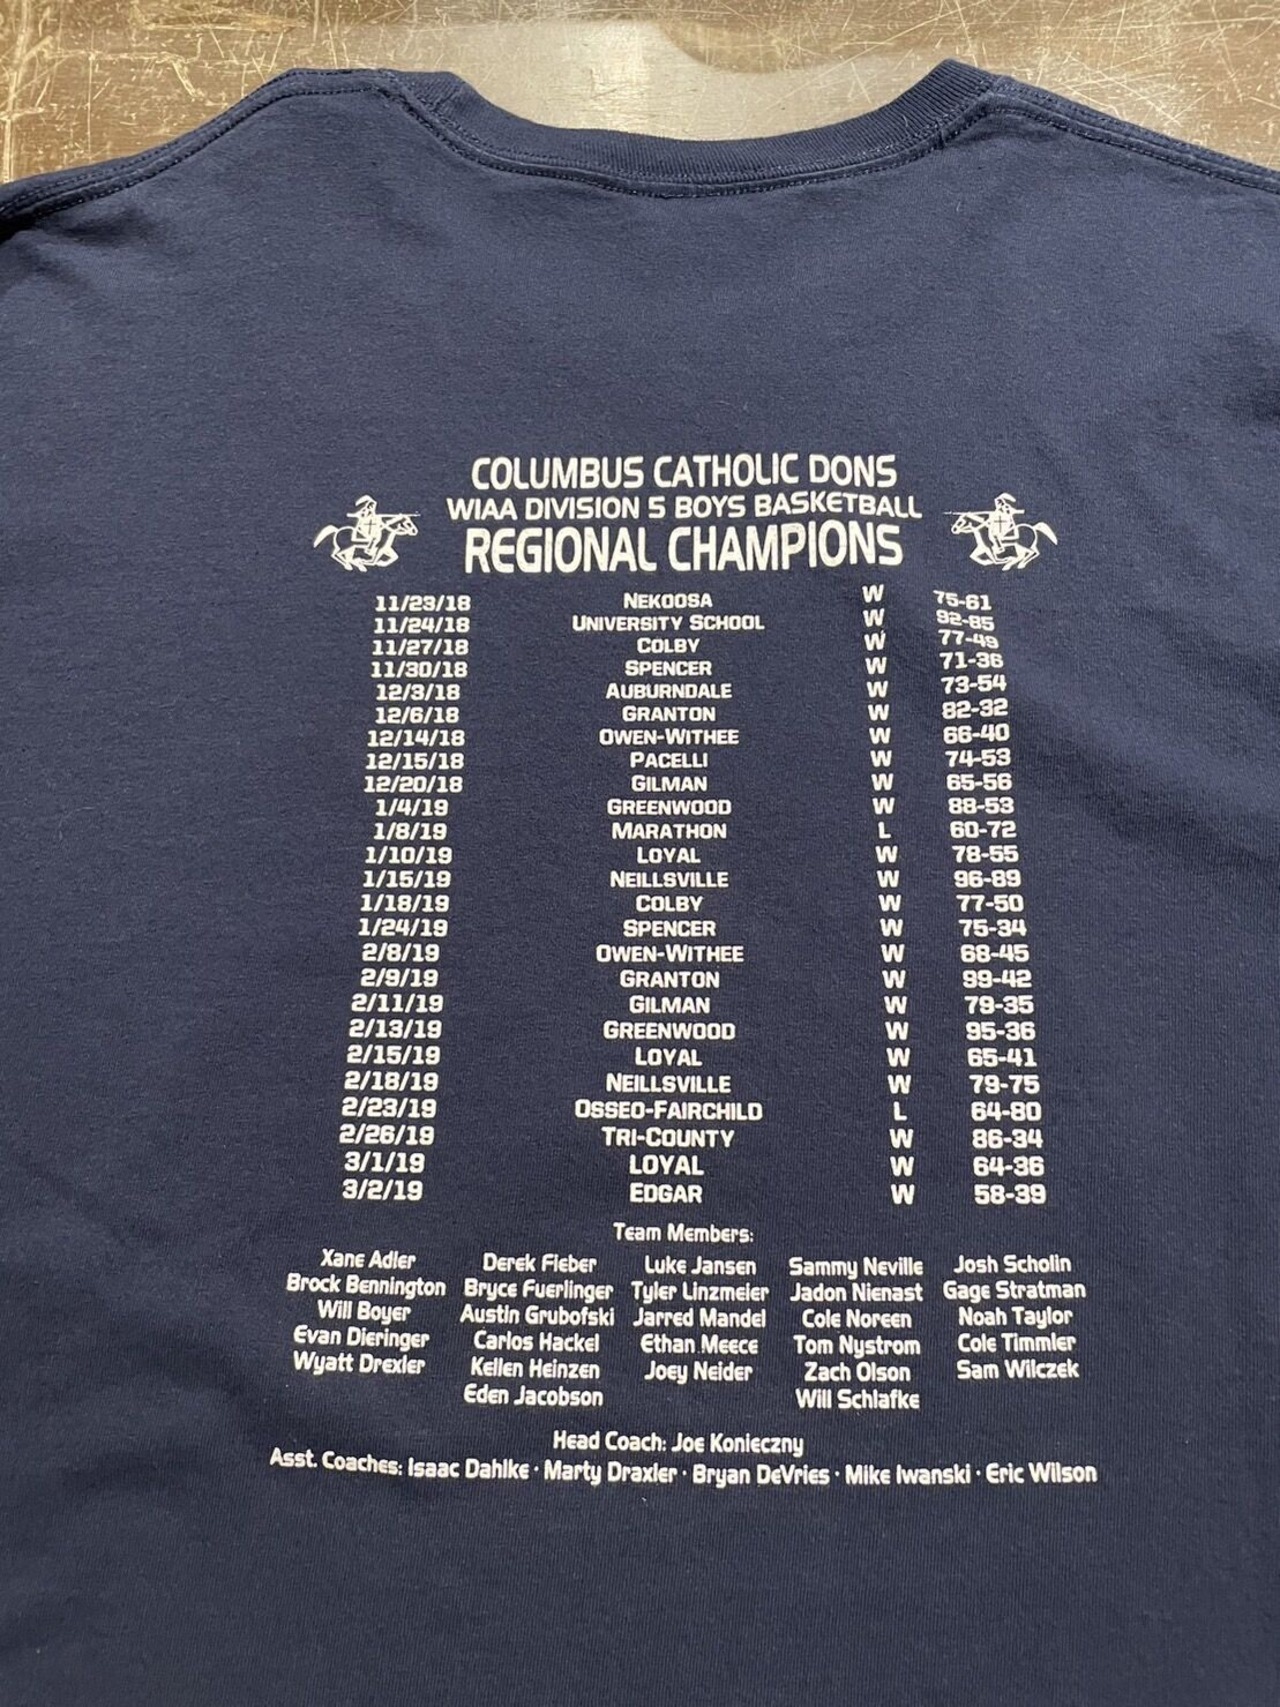 COLUMBUS CATHOLIC DONS
WIAA DIVISION 5 BOYS BASKETBALL
REGIONAL CHAMPIONS
11/23/18 NEKOOSA W 75-61
11/24/18 UNIVERSITY SCHOOL W 92-85
11/27/18 COLBY W 77-49
11/30/18 SPENCER W 71-36
12/3/18 AUBURNDALE W 73-54
12/6/18 GRANTON W 82-32
12/14/18 OWEN-WITHEE W 66-40
12/15/18 PACELLI W 74-53
12/20/18 GILMAN W 65-56
1/4/19 GREENWOOD W 88-53
1/8/19 MARATHON L 60-72
1/10/19 LOYAL W 78-55
1/15/19 NEILLSVILLE W 96-89
1/18/19 COLBY W 77-50
1/24/19 SPENCER W 75-34
2/8/19 OWEN-WITHEE W 68-45
2/9/19 GRANTON W 99-42
2/11/19 GILMAN W 79-35
2/13/19 GREENWOOD W 95-36
2/15/19 LOYAL W 65-41
2/18/19 NEILLSVILLE W 79-75
2/23/19 OSSEO-FAIRCHILD L 64-80
2/26/19 TRI-COUNTY W 86-34
3/1/19 LOYAL W 64-36
3/2/19 EDGAR W 58-39
Team Members:
Xane Adler Derek Fieber Luke Jansen Sammy Neville Josh Scholin
Brock Bennington Bryce Fuerlinger Tyler Linzmeier Jadon Nienast Gage Stratman
Will Boyer Austin Grubofski Jarred Mandel Cole Noreen Noah Taylor
Evan Dieringer Carlos Hackel Ethan Meece Tom Nystrom Cole Timmler
Wyatt Drexler Kellen Heinzen Joey Neider Zach Olson Sam Wilczek
Eden Jacobson Will Schlafke
Head Coach: Joe Konieczny
Asst. Coaches: Isaac Dahlke · Marty Draxler · Bryan DeVries · Mike Iwanski · Eric Wilson